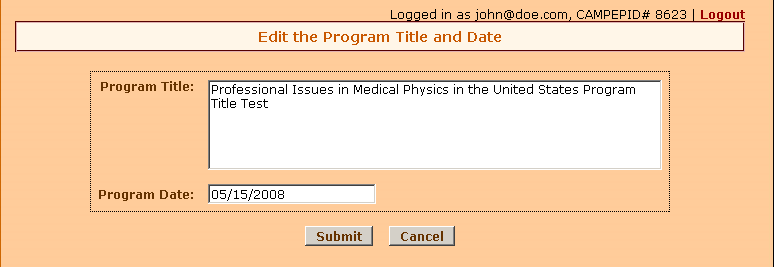 Logged in as john@doe.com, CAMPEPID# 8623 | Logout
Edit the Program Title and Date
Program Title:
Professional Issues in Medical Physics in the United States Program
Title Test
Program Date:
05/15/2008
Submit Cancel